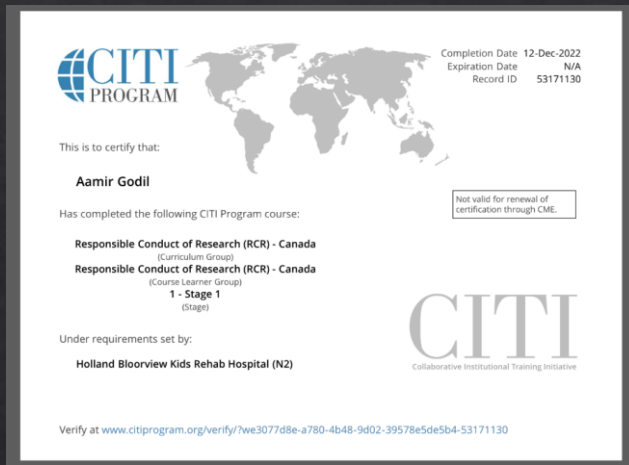 CITI
PROGRAM
Completion Date 12-Dec-2022
Expiration Date N/A
Record ID 53171130
This is to certify that:
Aamir Godil
Not valid for renewal of
certification through CME.
Has completed the following CITI Program course:
Responsible Conduct of Research (RCR) - Canada
(Curriculum Group)
Responsible Conduct of Research (RCR) - Canada
(Course Learner Group)
1 - Stage 1
(Stage)
Under requirements set by:
Holland Bloorview Kids Rehab Hospital (N2)
CITI
Collaborative Institutional Training Initiative
Verify at www.citiprogram.org/verify/?we3077d8e-a780-4b48-9d02-39578e5de5b4-53171130